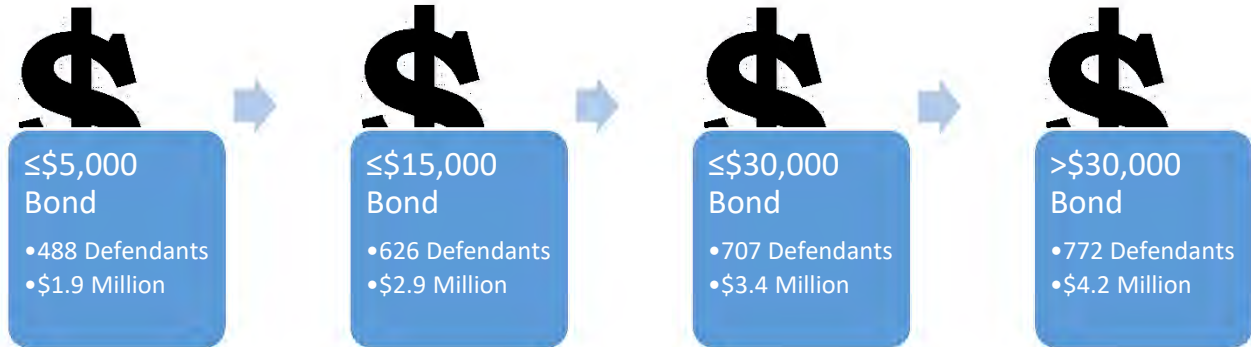 ≤$5,000
Bond
•488 Defendants
•$1.9 Million
≤$15,000
Bond
•626 Defendants
•$2.9 Million
≤$30,000
Bond
•707 Defendants
•$3.4 Million
>$30,000
Bond
•772 Defendants
•$4.2 Million